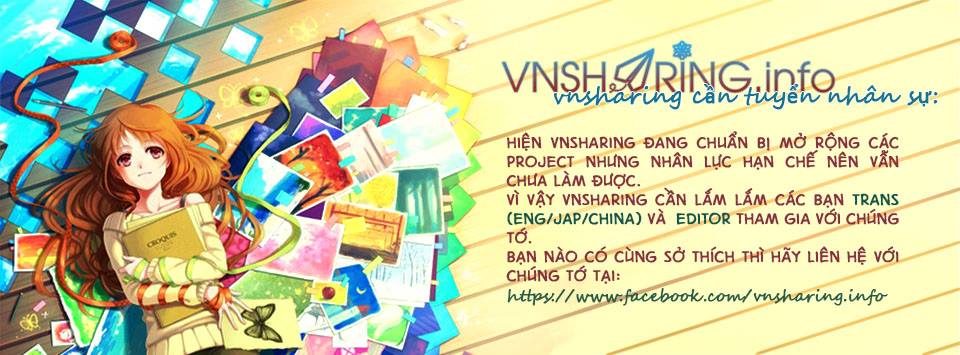 VNSHARING.info
vnsharing cần tuyển nhân sự:
HIỆN VNSHARING ĐANG CHUẨN BỊ MỞ RỘNG CÁC
PROJECT NHƯNG NHÂN LỰC HẠN CHẾ NÊN VẪN
CHƯA LÀM ĐƯỢC.
VÌ VẬY VNSHARING CẦN LẮM LẮM CÁC BẠN TRANS
(ENG/JAP/CHINA) VÀ EDITOR THAM GIA VỚI CHÚNG
TỚ.
BẠN NÀO CÓ CÙNG SỞ THÍCH THÌ HÃY LIÊN HỆ VỚI
CHÚNG TỚ TẠI:
https://www.facebook.com/vnsharing.info
CROQUIS